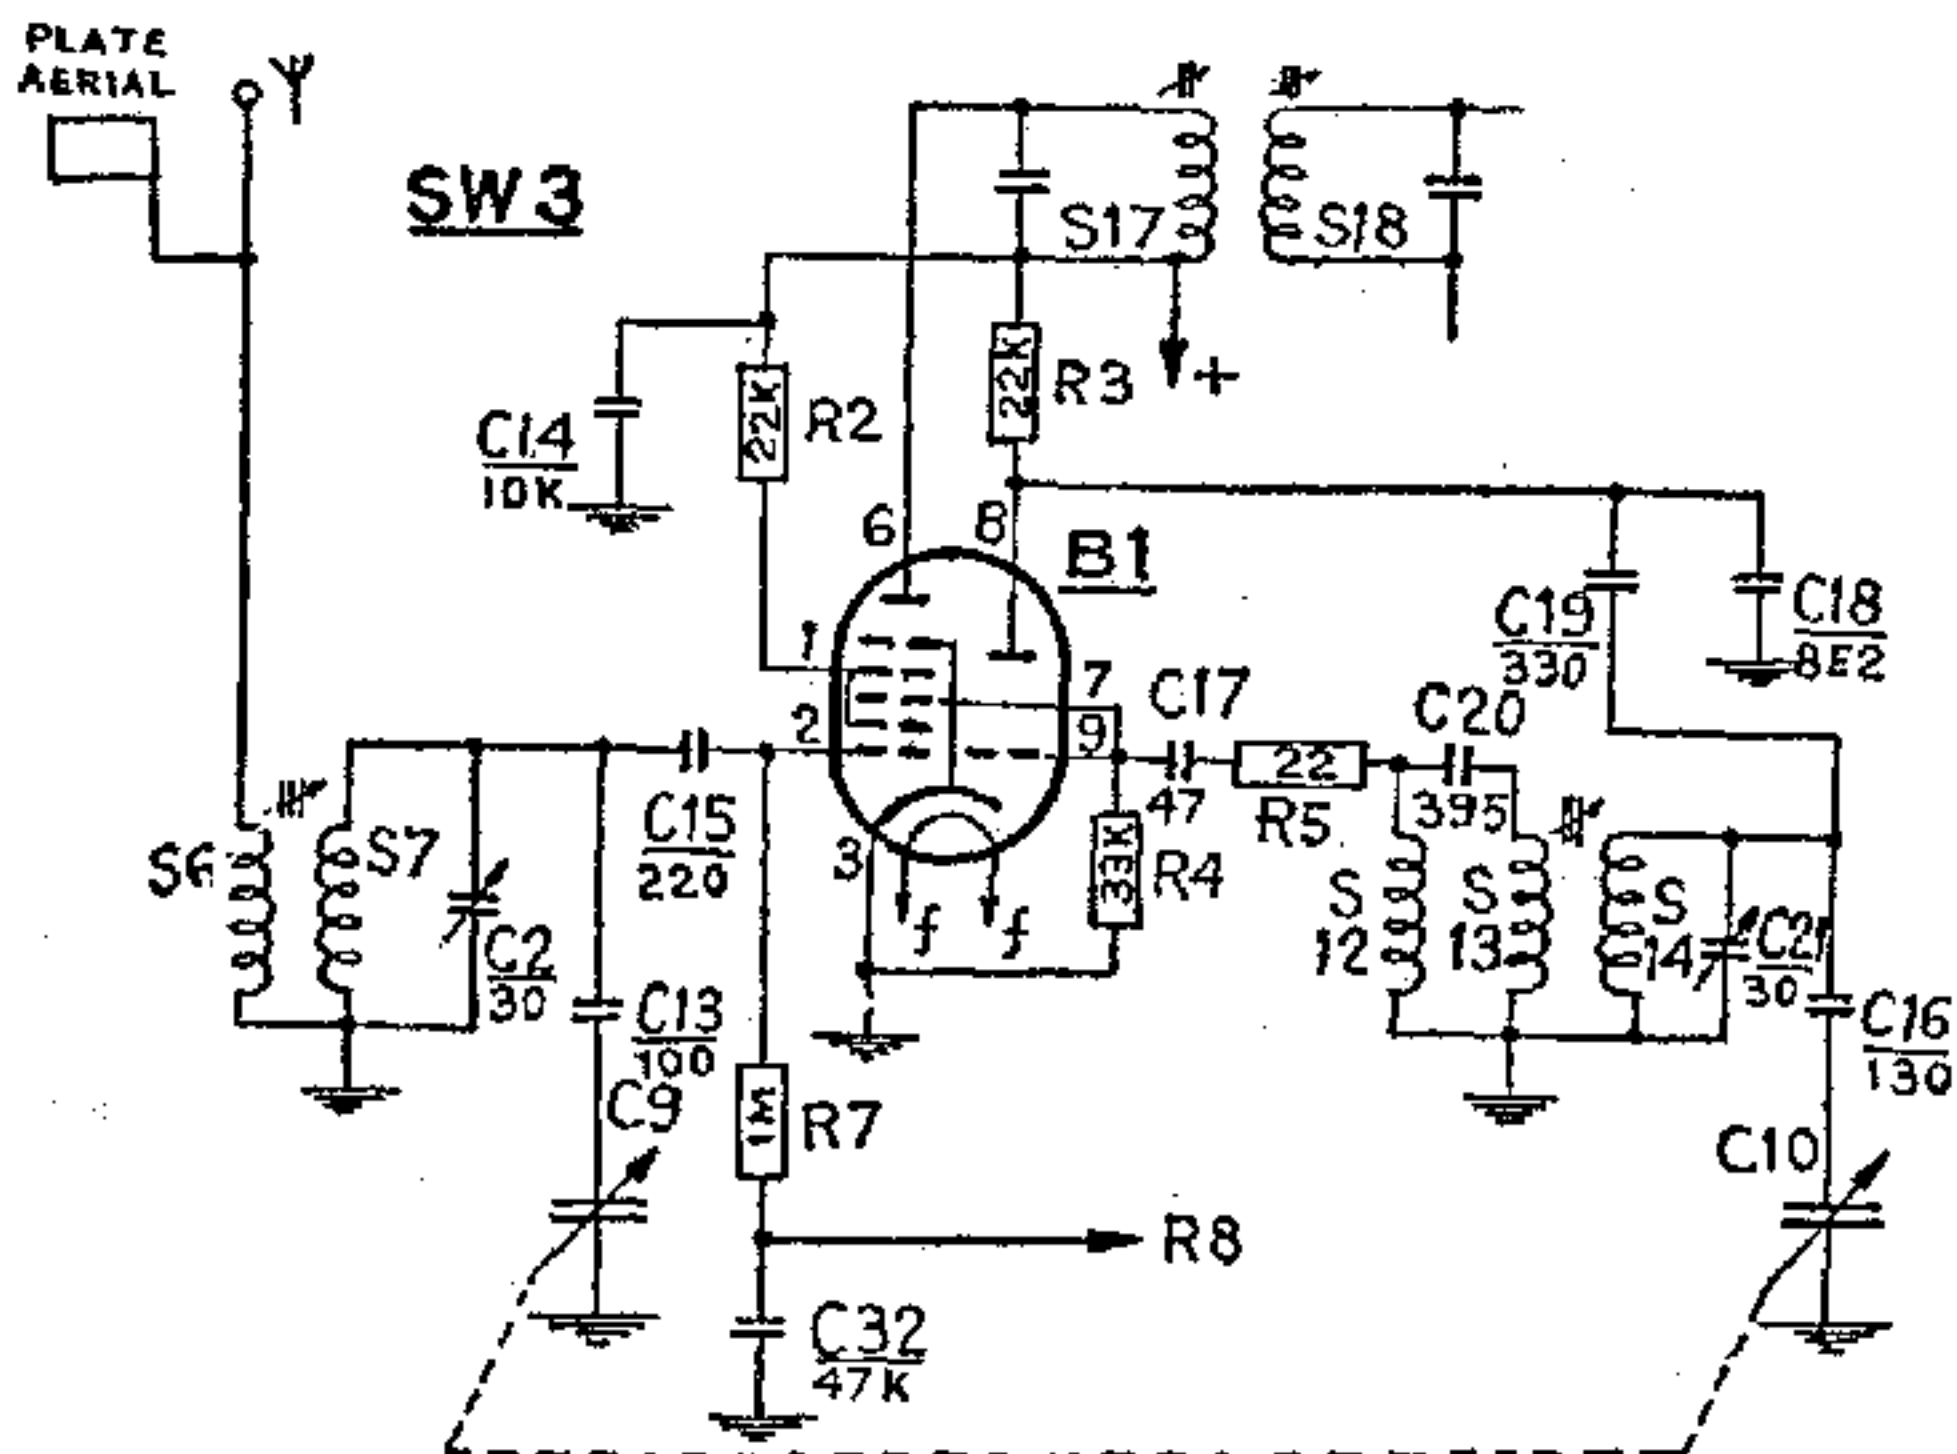 PLATE
AERIAL
SW3
S17
S18
+
R3
22K
R2
22K
C14
10K
6
8
B1
1
2
7
9
3
C19
330
C18
8E2
C17
47
C20
395
22
R5
33K
R4
f
f
S6
S7
C15
220
C2
30
C13
100
C9
S
12
S
13
S
14
C21
30
C16
130
C10
1M
R7
R8
C32
47K